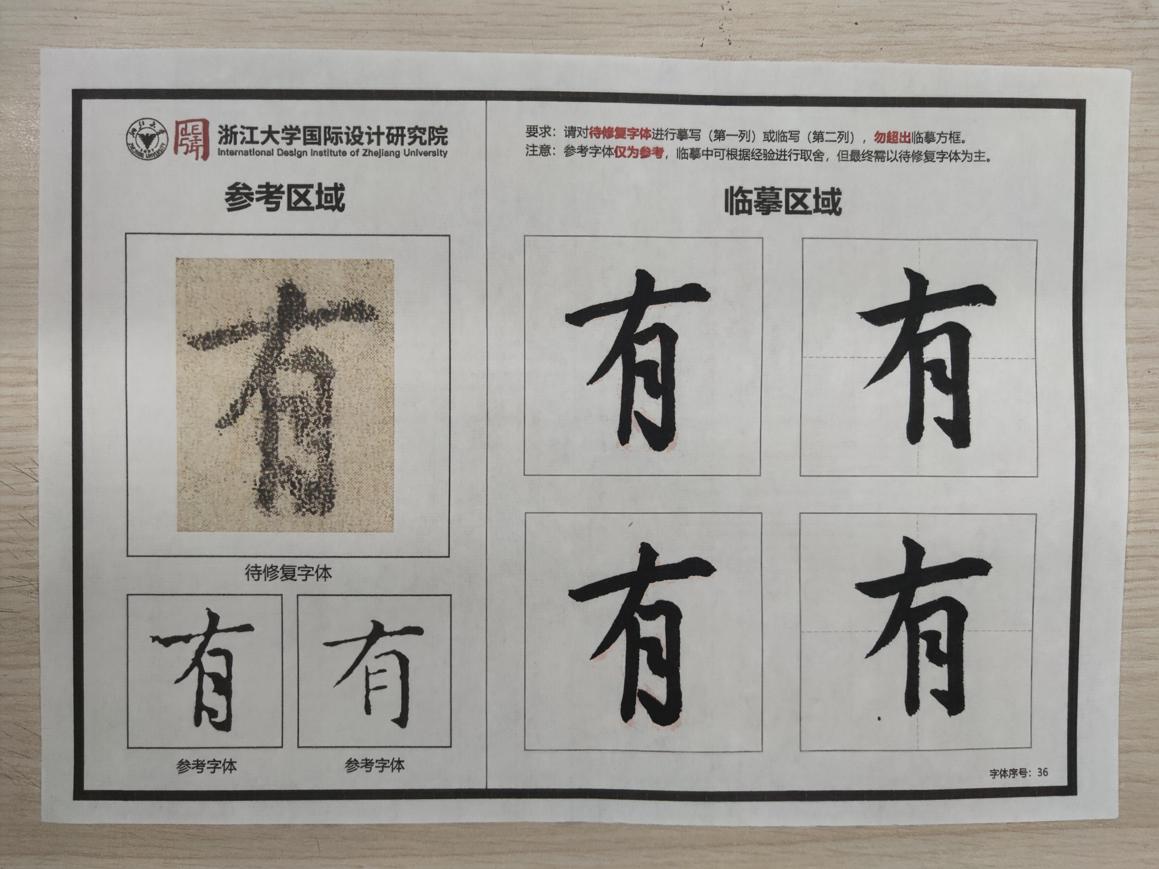 浙江大学国际设计研究院
International Design Institute of Zhejiang University
参考区域
有
待修复字体
有 有
参考字体 参考字体
要求：请对待修复字体进行摹写（第一列）或临写（第二列），勿超出临摹方框。
注意：参考字体仅为参考，临摹中可根据经验进行取舍，但最终需以待修复字体为主。
临摹区域
有 有
有 有
字体序号：36